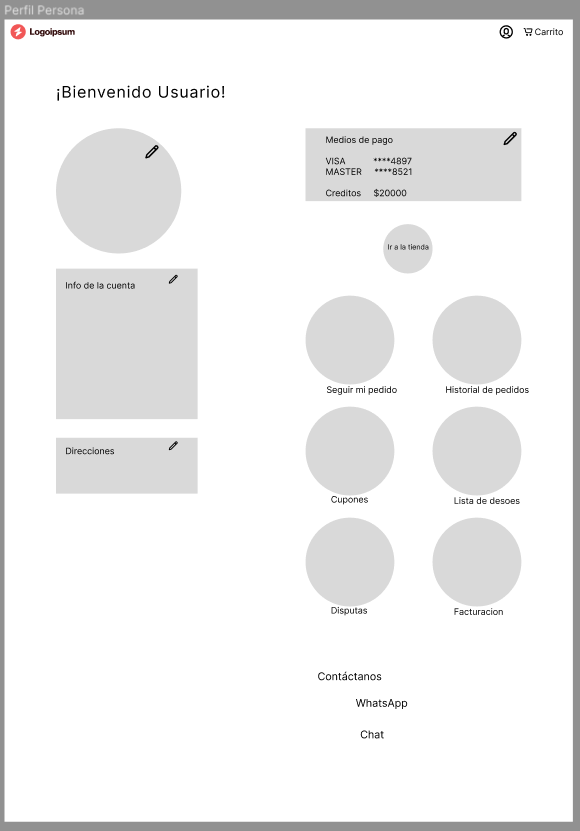 Perfil Persona
Logoipsum
Carrito
¡Bienvenido Usuario!
Medios de pago
VISA ****4897
MASTER ****8521
Creditos $20000
Ir a la tienda
Info de la cuenta
Seguir mi pedido
Historial de pedidos
Direcciones
Cupones
Lista de desoes
Disputas
Facturacion
Contáctanos
WhatsApp
Chat